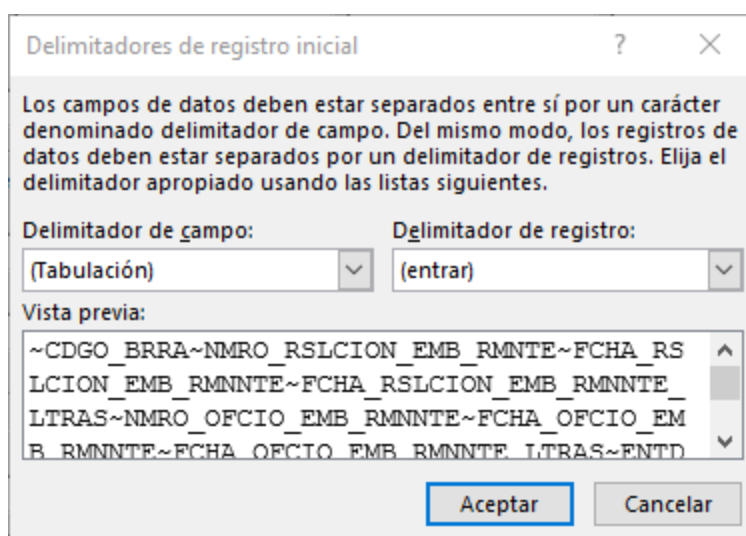 Delimitadores de registro inicial ?
Los campos de datos deben estar separados entre sí por un carácter
denominado delimitador de campo. Del mismo modo, los registros de
datos deben estar separados por un delimitador de registros. Elija el
delimitador apropiado usando las listas siguientes.
Delimitador de campo: Delimitador de registro:
(Tabulación) (entrar)
Vista previa:
~CDGO_BRRA~NMRO_RSLCION_EMB_RMNTE~FCHA_RS
LCION_EMB_RMNNTE~FCHA_RSLCION_EMB_RMNNTE_
LTRAS~NMRO_OFCIO_EMB_RMNNTE~FCHA_OFCIO_EM
B_RMNNTE~FCHA_OFCIO_EMB_RMNNTE_LTRAS~ENTD
Aceptar Cancelar